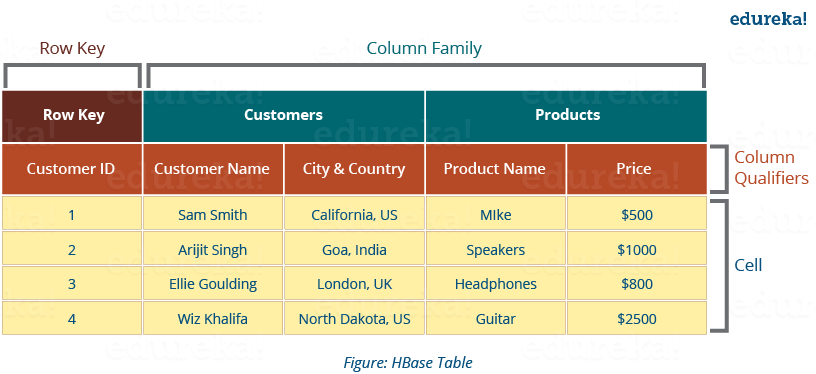 edureka!
Row Key
Column Family
Row Key Customers Products
Customer ID Customer Name City & Country Product Name Price
Column
Qualifiers
1 Sam Smith California, US MIke $500
2 Arijit Singh Goa, India Speakers $1000
3 Ellie Goulding London, UK Headphones $800
4 Wiz Khalifa North Dakota, US Guitar $2500
Cell
Figure: HBase Table